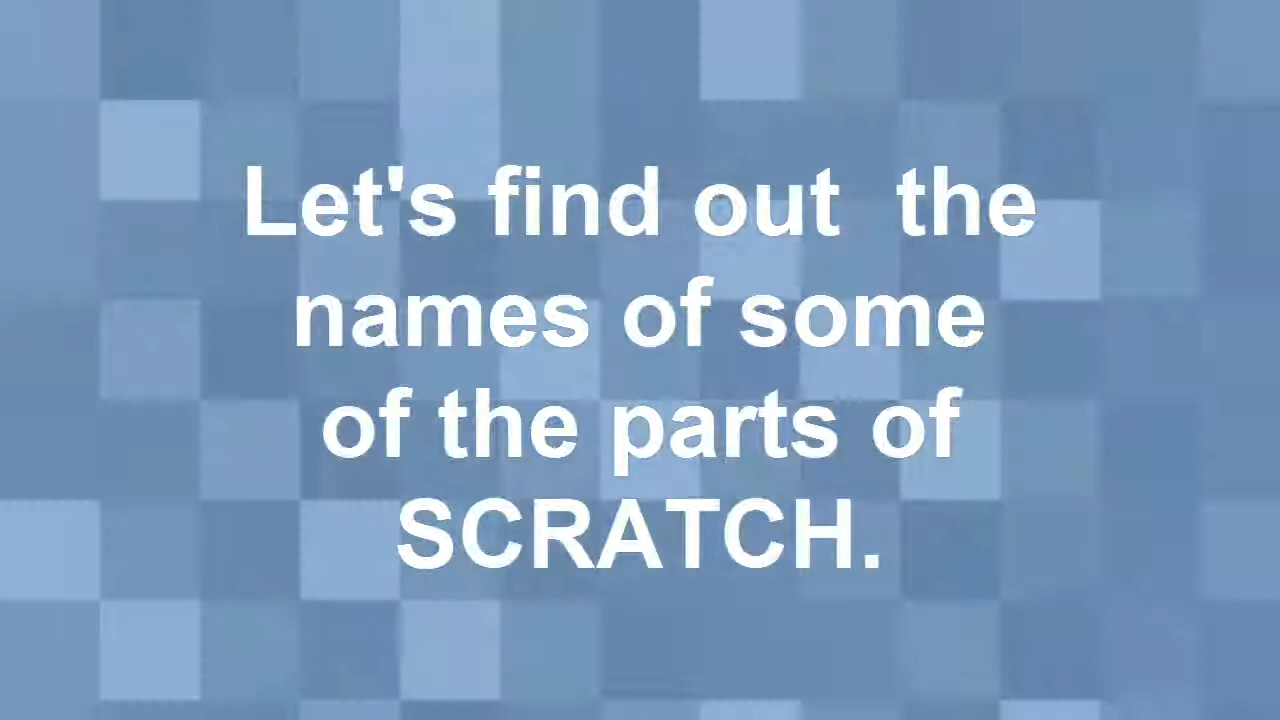 Let's find out  the
names of some
of the parts of
SCRATCH.